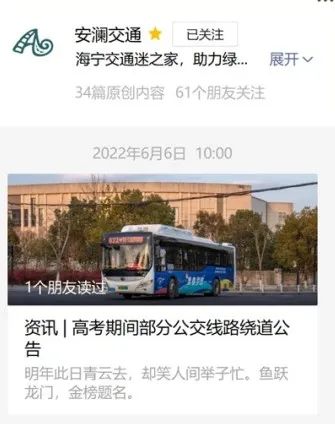 安澜交通
已关注
海宁交通迷之家，助力绿...
展开
34篇原创内容 61个朋友关注
2022年6月6日 10:00
1个朋友读过
资讯 | 高考期间部分公交线路绕道公
告
明年此日青云去，却笑人间举子忙。鱼跃
龙门，金榜题名。